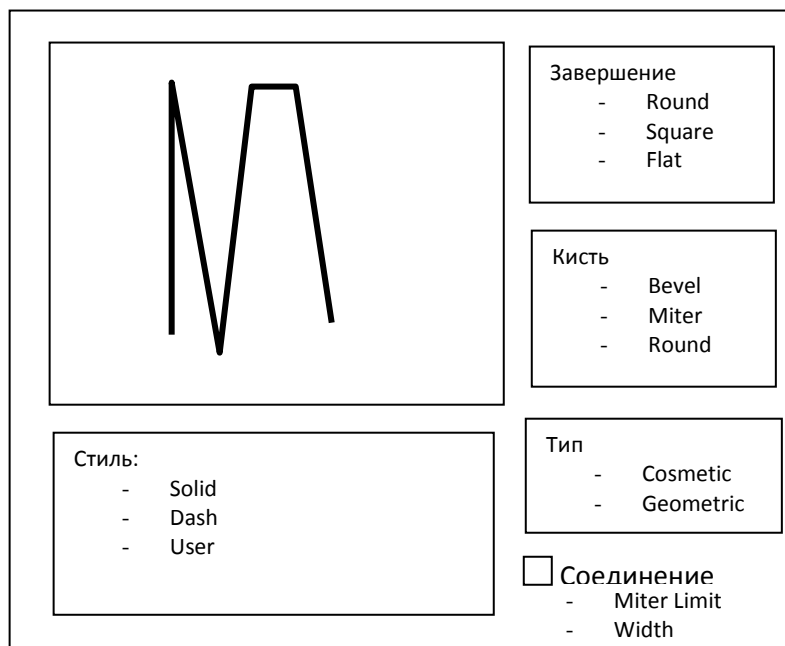 Завершение
- Round
- Square
- Flat
Кисть
- Bevel
- Miter
- Round
Стиль:
- Solid
- Dash
- User
Тип
- Cosmetic
- Geometric
Соединение
- Miter Limit
- Width